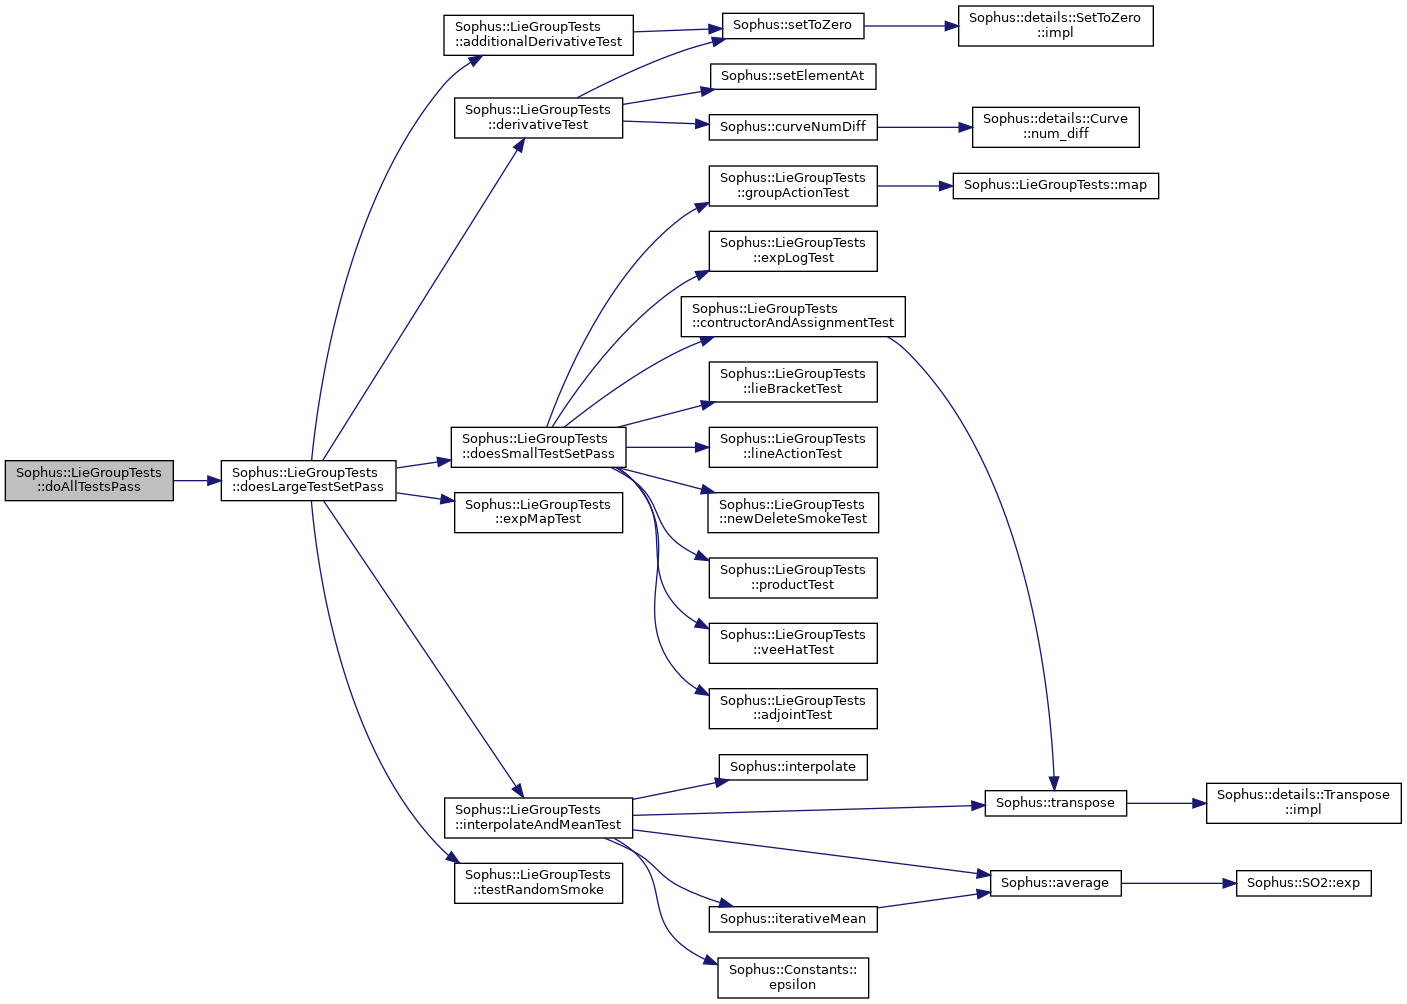 Sophus::LieGroupTests
::doAllTestsPass
Sophus::LieGroupTests
::doesLargeTestSetPass
Sophus::LieGroupTests
::additionalDerivativeTest
Sophus::LieGroupTests
::derivativeTest
Sophus::LieGroupTests
::doesSmallTestSetPass
Sophus::LieGroupTests
::expMapTest
Sophus::LieGroupTests
::interpolateAndMeanTest
Sophus::LieGroupTests
::testRandomSmoke
Sophus::setToZero
Sophus::setElementAt
Sophus::curveNumDiff
Sophus::LieGroupTests
::groupActionTest
Sophus::LieGroupTests
::expLogTest
Sophus::LieGroupTests
::contructorAndAssignmentTest
Sophus::LieGroupTests
::lieBracketTest
Sophus::LieGroupTests
::lineActionTest
Sophus::LieGroupTests
::newDeleteSmokeTest
Sophus::LieGroupTests
::productTest
Sophus::LieGroupTests
::veeHatTest
Sophus::LieGroupTests
::adjointTest
Sophus::interpolate
Sophus::iterativeMean
Sophus::Constants::
epsilon
Sophus::details::SetToZero
::impl
Sophus::details::Curve
::num_diff
Sophus::LieGroupTests::map
Sophus::transpose
Sophus::average
Sophus::details::Transpose
::impl
Sophus::SO2::exp